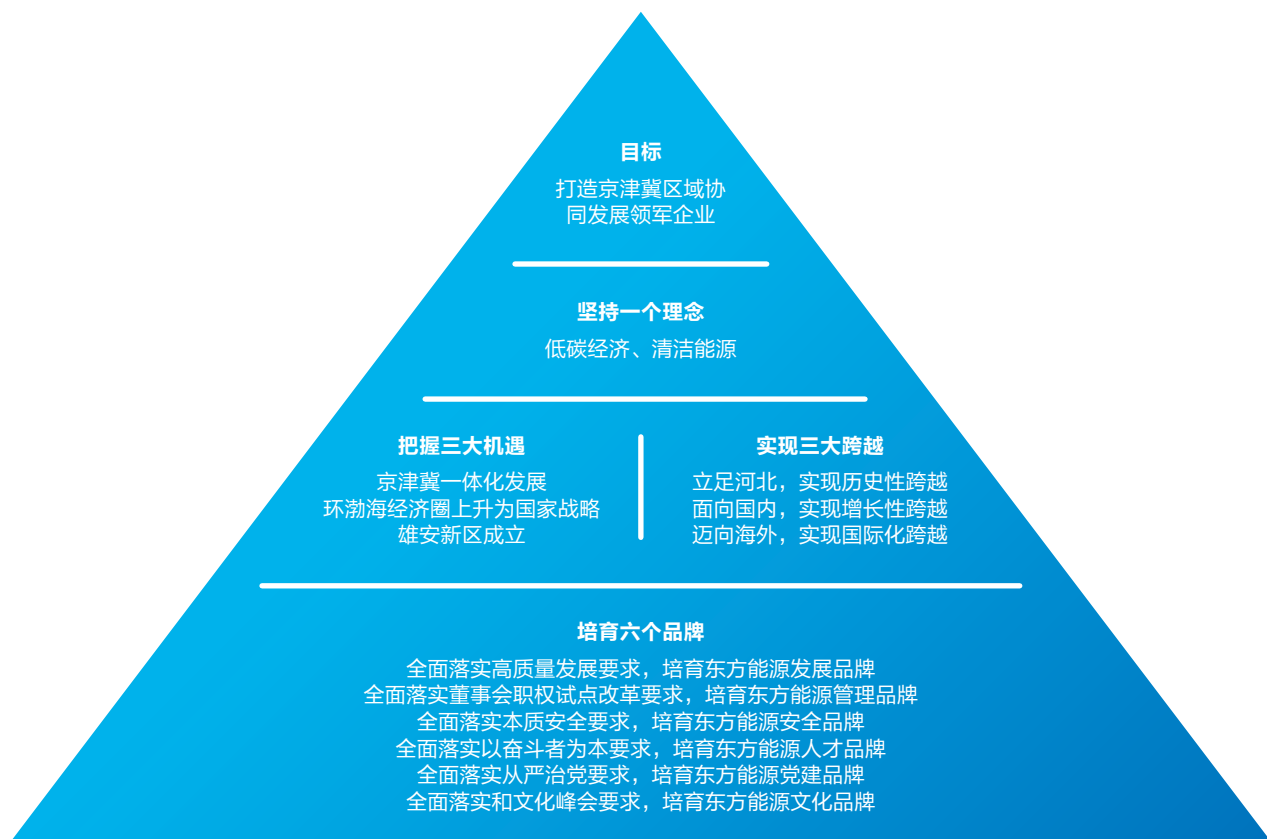 目标
打造京津冀区域协
同发展领军企业
坚持一个理念
低碳经济、清洁能源
把握三大机遇
京津冀一体化发展
环渤海经济圈上升为国家战略
雄安新区成立
实现三大跨越
立足河北，实现历史性跨越
面向国内，实现增长性跨越
迈向海外，实现国际化跨越
培育六个品牌
全面落实高质量发展要求，培育东方能源发展品牌
全面落实董事会职权试点改革要求，培育东方能源管理品牌
全面落实本质安全要求，培育东方能源安全品牌
全面落实以奋斗者为本要求，培育东方能源人才品牌
全面落实从严治党要求，培育东方能源党建品牌
全面落实和文化峰会要求，培育东方能源文化品牌